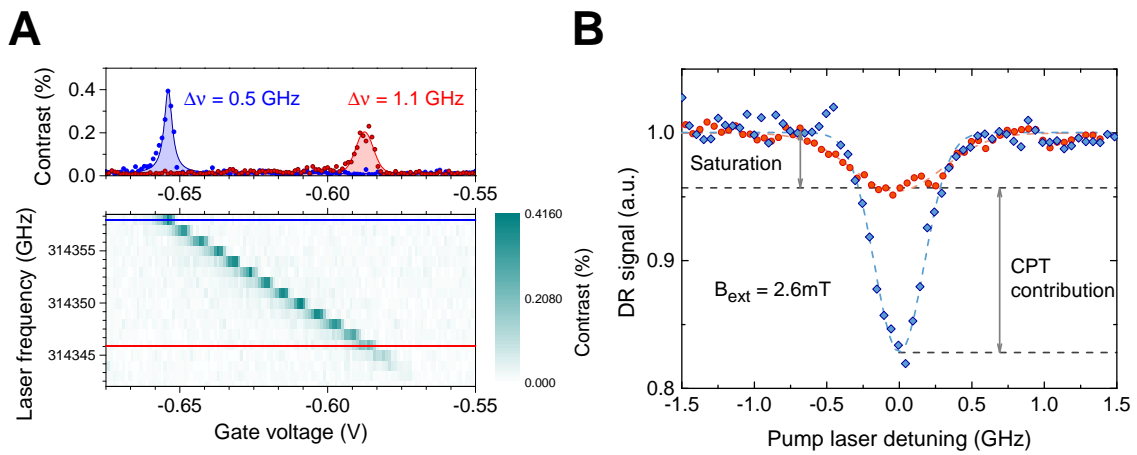 A
Contrast (%)
0.4
0.2
0.0
Δν = 0.5 GHz
Δν = 1.1 GHz
-0.65
-0.60
-0.55
Laser frequency (GHz)
314355
314350
314345
-0.65
-0.60
-0.55
Gate voltage (V)
0.4160
0.2080
0.000
Contrast (%)
B
DR signal (a.u.)
1.0
0.9
0.8
Saturation
CPT
contribution
Bext = 2.6mT
-1.5
-1.0
-0.5
0.0
0.5
1.0
1.5
Pump laser detuning (GHz)